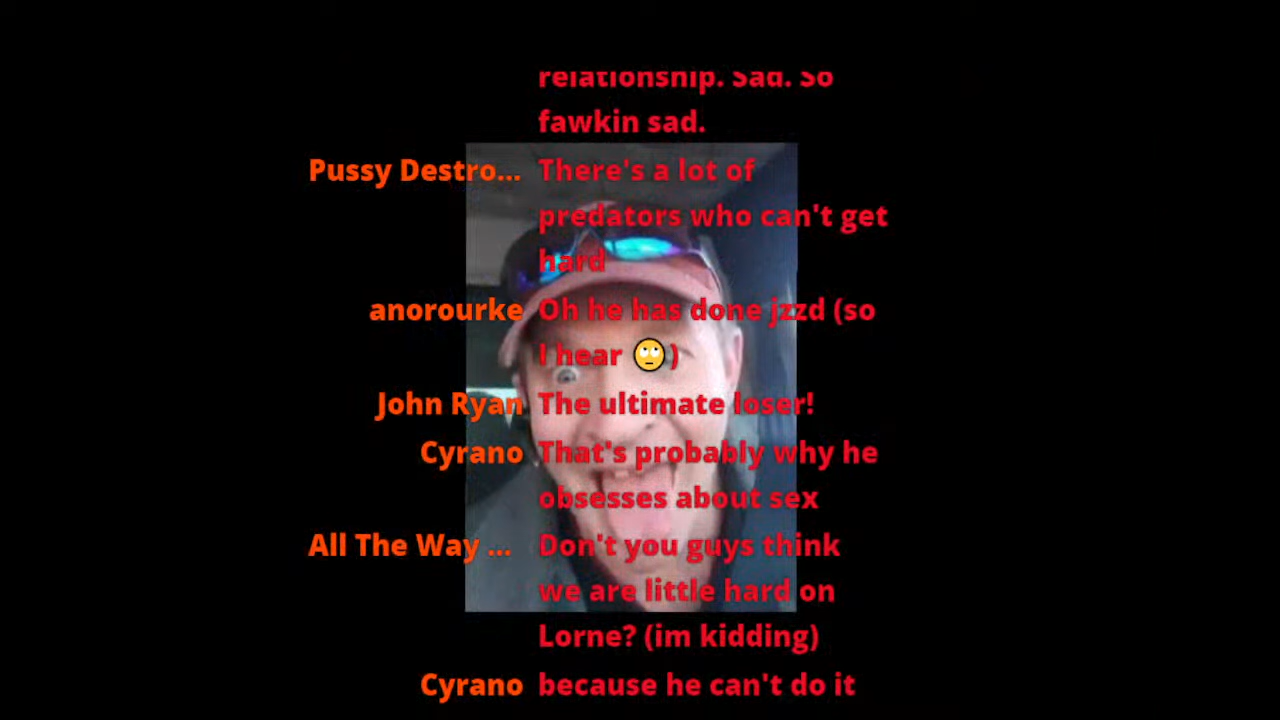 relationship. Sad. So
fawkin sad.
Pussy Destro... There's a lot of
predators who can't get
hard
anorourke Oh he has done jzzd (so
I hear 🙄)
John Ryan The ultimate loser!
Cyrano That's probably why he
obsesses about sex
All The Way ... Don't you guys think
we are little hard on
Lorne? (im kidding)
Cyrano because he can't do it